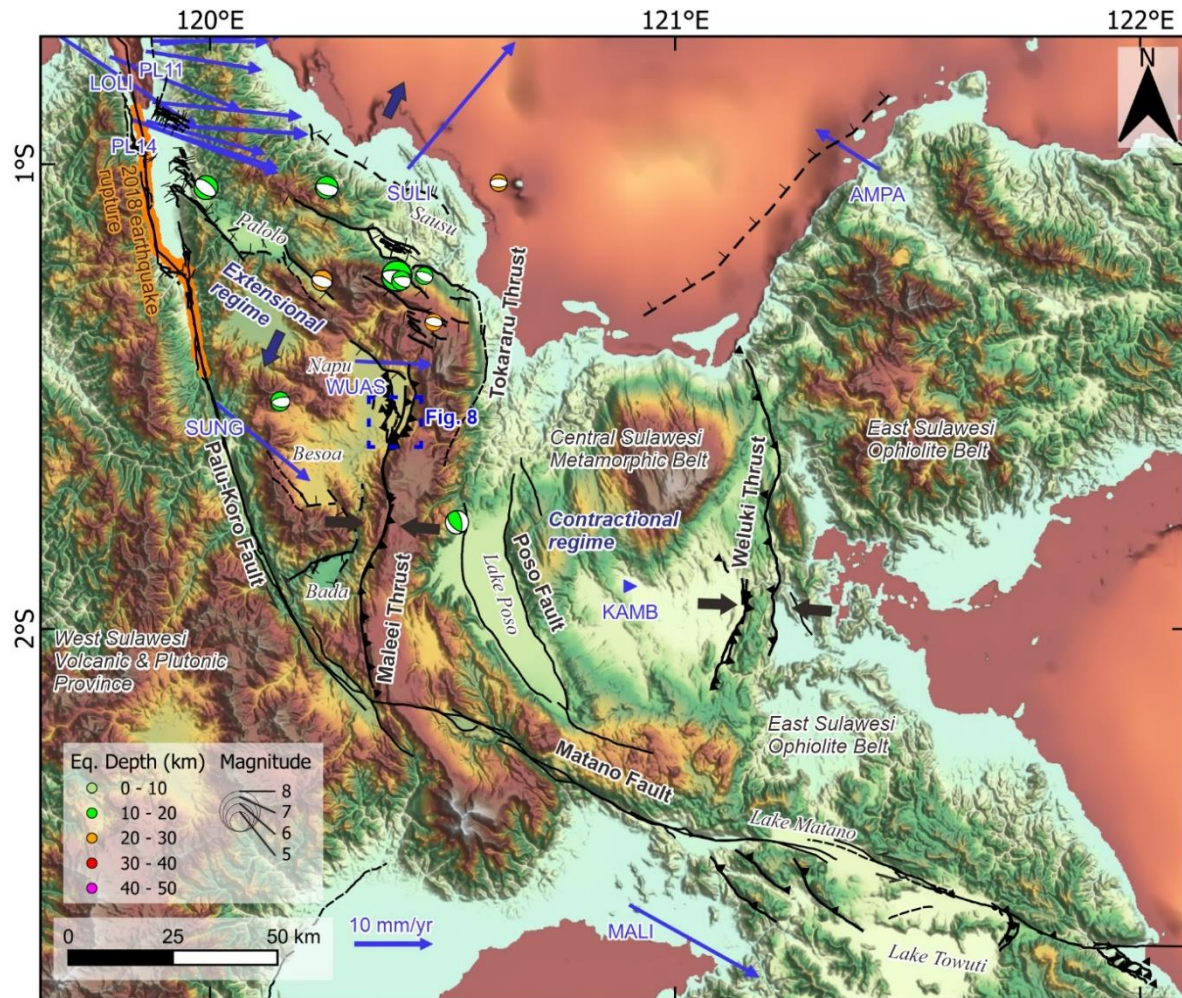 120°E
121°E
122°E
N
1°S
2°S
LOLI
PL11
PL14
2018 earthquake
rupture
Palolo
Sausu
SULI
AMPA
Extensional
regime
Tokararu Thrust
Napu
WUAS
Fig. 8
SUNG
Besoa
Palu-Koro Fault
Bada
Maleei Thrust
Central Sulawesi
Metamorphic Belt
East Sulawesi
Ophiolite Belt
Contractional
regime
Weluki Thrust
Poso Fault
Lake Poso
KAMB
West Sulawesi
Volcanic & Plutonic
Province
East Sulawesi
Ophiolite Belt
Matano Fault
Lake Matano
Lake Towuti
MALI
Eq. Depth (km)
0 - 10
10 - 20
20 - 30
30 - 40
40 - 50
Magnitude
8
7
6
5
10 mm/yr
0 25 50 km